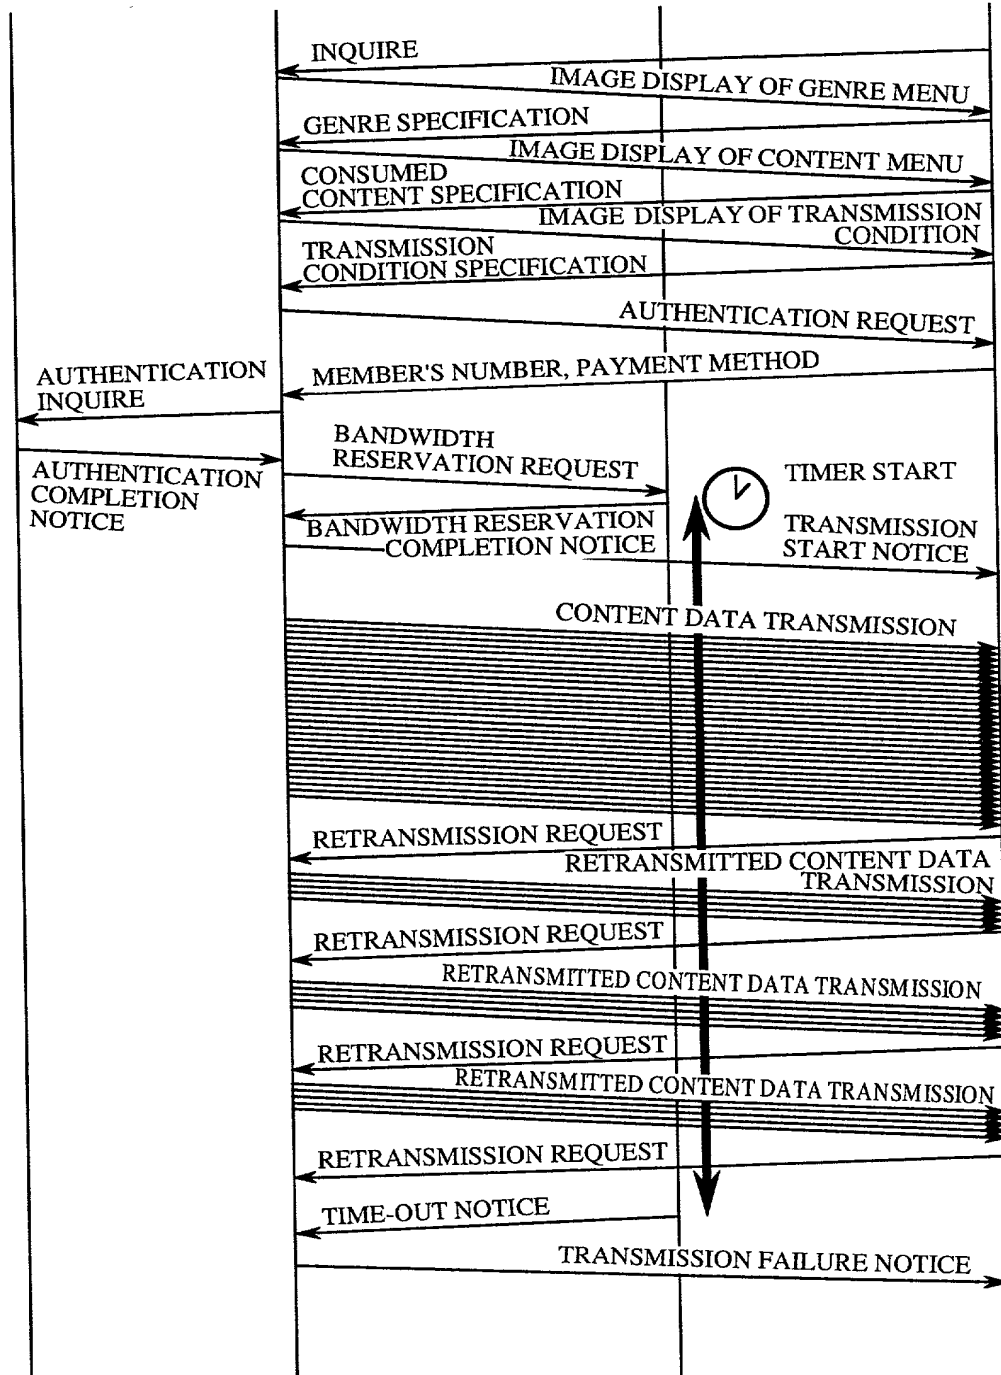 INQUIRE
IMAGE DISPLAY OF GENRE MENU
GENRE SPECIFICATION
IMAGE DISPLAY OF CONTENT MENU
CONSUMED
CONTENT SPECIFICATION
IMAGE DISPLAY OF TRANSMISSION
CONDITION
TRANSMISSION
CONDITION SPECIFICATION
AUTHENTICATION REQUEST
MEMBER'S NUMBER, PAYMENT METHOD
AUTHENTICATION
INQUIRE
BANDWIDTH
RESERVATION REQUEST
AUTHENTICATION
COMPLETION
NOTICE
TIMER START
BANDWIDTH RESERVATION
COMPLETION NOTICE
TRANSMISSION
START NOTICE
CONTENT DATA TRANSMISSION
RETRANSMISSION REQUEST
RETRANSMITTED CONTENT DATA
TRANSMISSION
RETRANSMISSION REQUEST
RETRANSMITTED CONTENT DATA TRANSMISSION
RETRANSMISSION REQUEST
RETRANSMITTED CONTENT DATA TRANSMISSION
RETRANSMISSION REQUEST
TIME-OUT NOTICE
TRANSMISSION FAILURE NOTICE